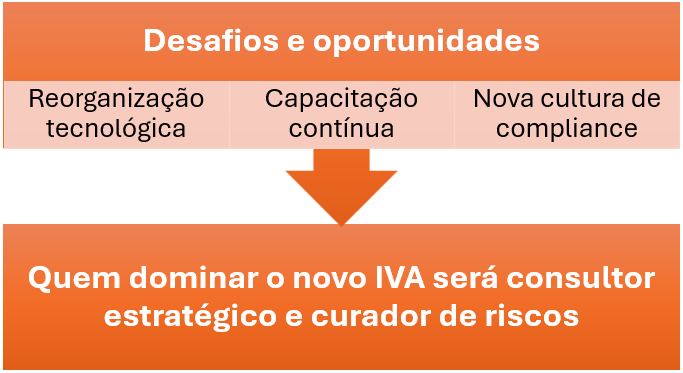 Desafios e oportunidades
Reorganização
tecnológica
Capacitação
contínua
Nova cultura de
compliance
Quem dominar o novo IVA será consultor
estratégico e curador de riscos